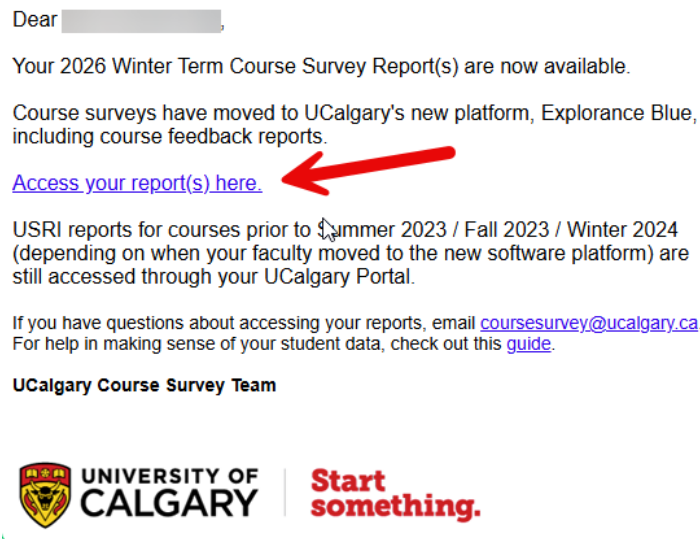 Dear ,
Your 2026 Winter Term Course Survey Report(s) are now available.
Course surveys have moved to UCalgary's new platform, Explorance Blue,
including course feedback reports.
Access your report(s) here.
USRI reports for courses prior to Summer 2023 / Fall 2023 / Winter 2024
(depending on when your faculty moved to the new software platform) are
still accessed through your UCalgary Portal.
If you have questions about accessing your reports, email coursesurvey@ucalgary.ca
For help in making sense of your student data, check out this guide.
UCalgary Course Survey Team
UNIVERSITY OF
CALGARY
Start
something.